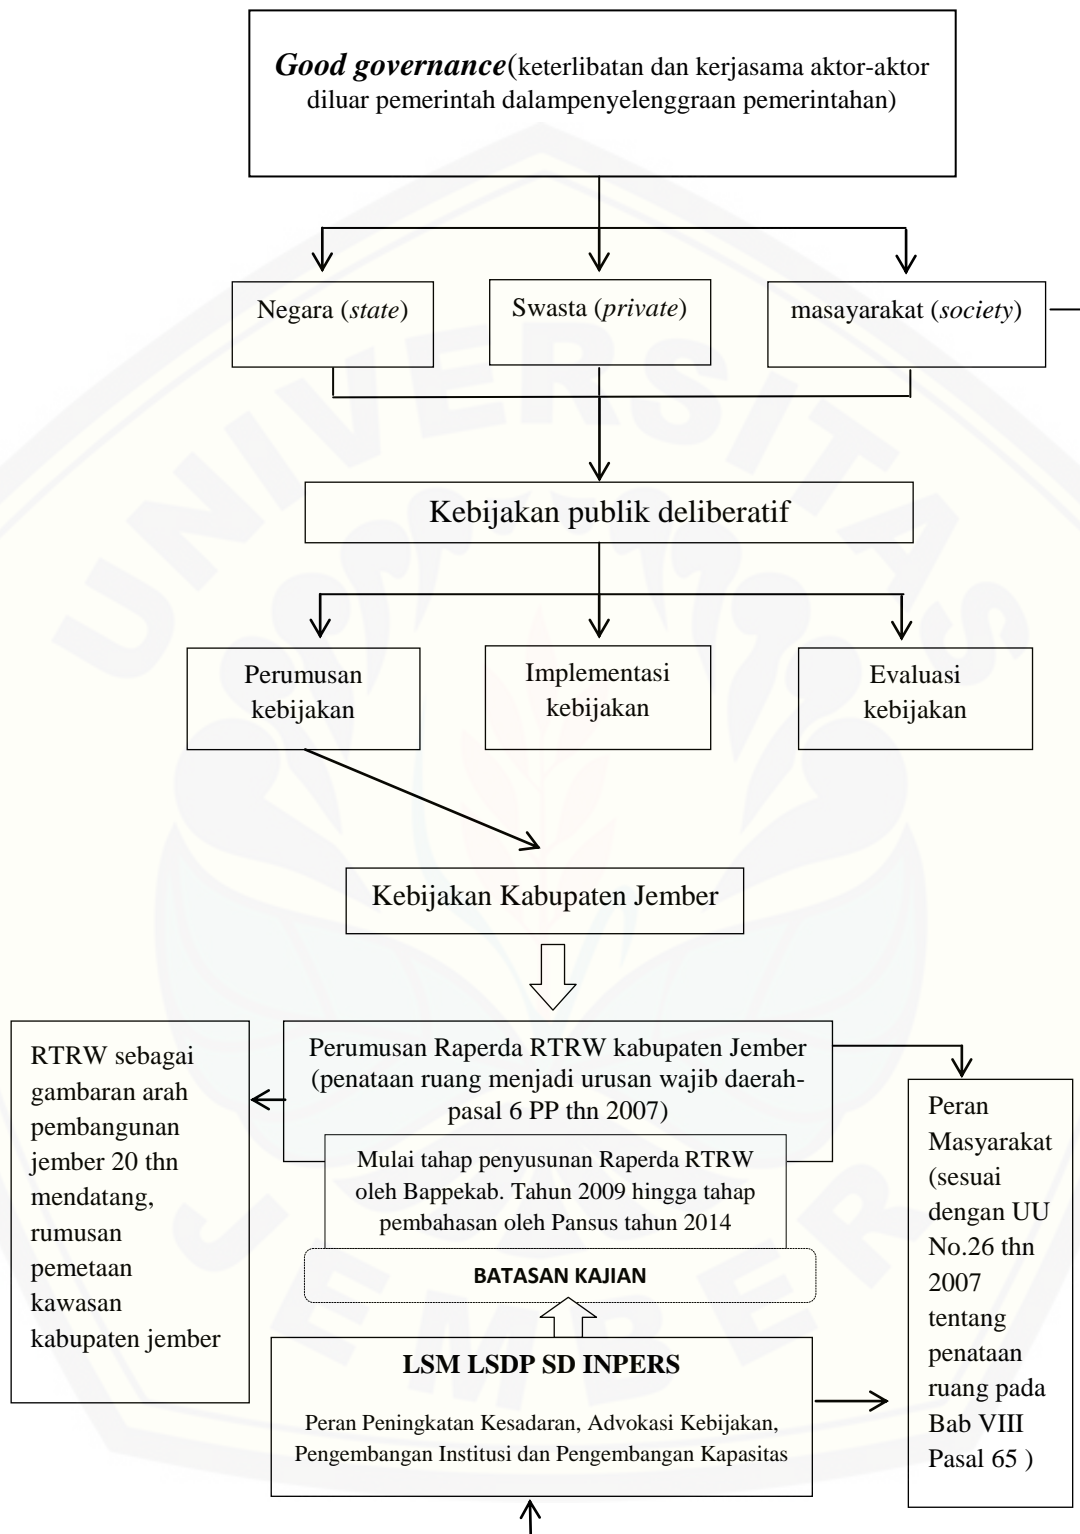 Good governance(keterlibatan dan kerjasama aktor-aktor
diluar pemerintah dalampenyelenggraan pemerintahan)
Negara (state)
Swasta (private)
masayarakat (society)
Kebijakan publik deliberatif
Perumusan
kebijakan
Implementasi
kebijakan
Evaluasi
kebijakan
Kebijakan Kabupaten Jember
RTRW sebagai
gambaran arah
pembangunan
jember 20 thn
mendatang,
rumusan
pemetaan
kawasan
kabupaten jember
Perumusan Raperda RTRW kabupaten Jember
(penataan ruang menjadi urusan wajib daerah-
pasal 6 PP thn 2007)
Mulai tahap penyusunan Raperda RTRW
oleh Bappekab. Tahun 2009 hingga tahap
pembahasan oleh Pansus tahun 2014
BATASAN KAJIAN
Peran
Masyarakat
(sesuai
dengan UU
No.26 thn
2007
tentang
penataan
ruang pada
Bab VIII
Pasal 65 )
LSM LSDP SD INPERS
Peran Peningkatan Kesadaran, Advokasi Kebijakan,
Pengembangan Institusi dan Pengembangan Kapasitas
UNIVERSITAS
JEMBER